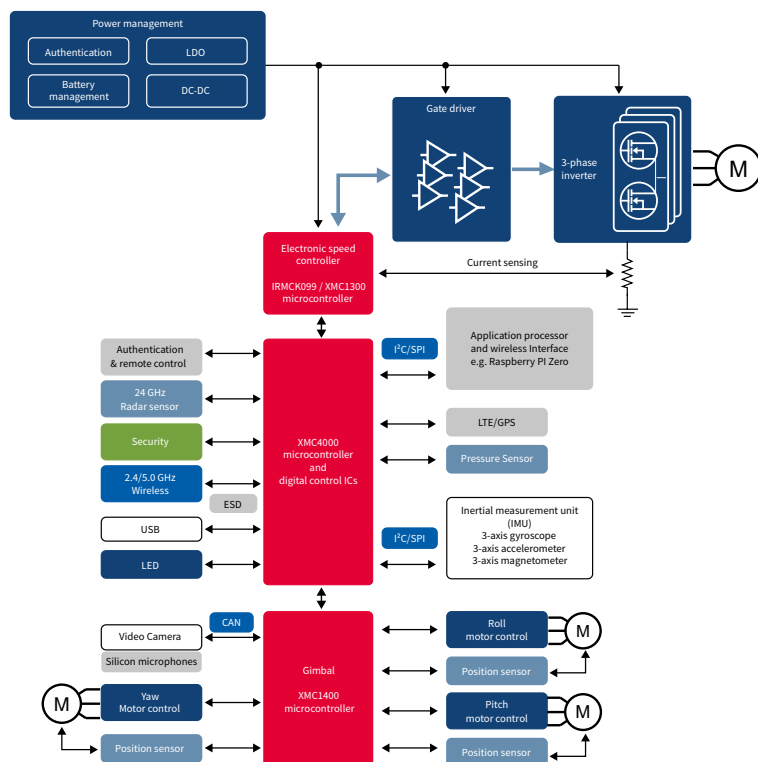 Power management
Authentication
LDO
Battery
management
DC-DC
Gate driver
3-phase
inverter
M
Electronic speed
controller
IRMCK099 / XMC1300
microcontroller
Current sensing
Authentication
& remote control
24 GHz
Radar sensor
Security
2.4/5.0 GHz
Wireless
ESD
USB
LED
XMC4000
microcontroller
and
digital control ICs
I²C/SPI
Application processor
and wireless Interface
e.g. Raspberry PI Zero
LTE/GPS
Pressure Sensor
I²C/SPI
Inertial measurement unit
(IMU)
3-axis gyroscope
3-axis accelerometer
3-axis magnetometer
CAN
Video Camera
Silicon microphones
M
Yaw
Motor control
Position sensor
Gimbal
XMC1400
microcontroller
Roll
motor control
M
Position sensor
Pitch
motor control
M
Position sensor